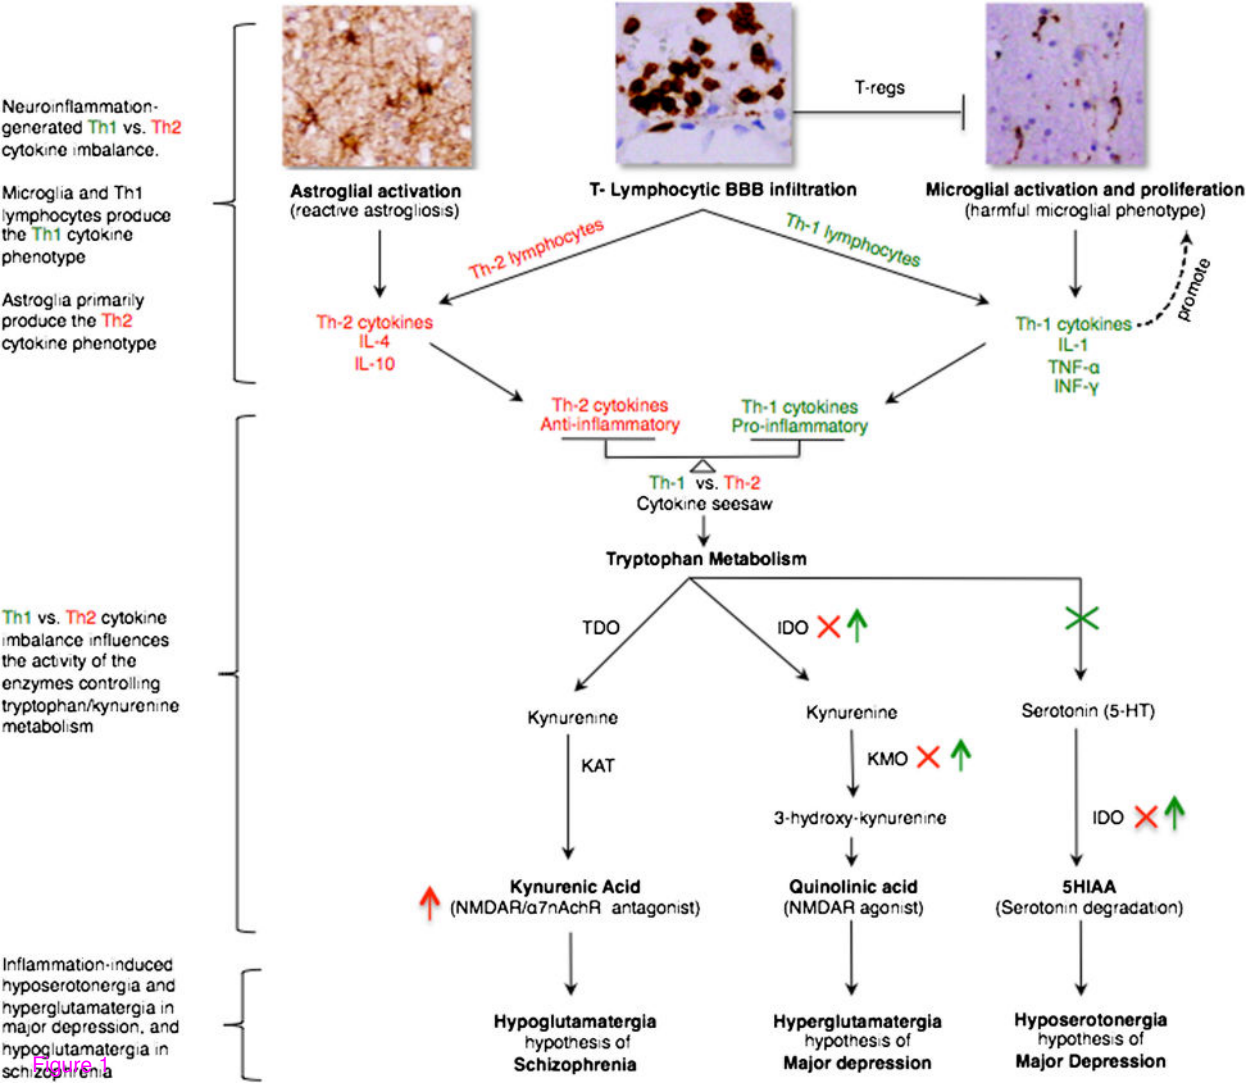 Neuroinflammation-
generated Th1 vs. Th2
cytokine imbalance.
Microglia and Th1
lymphocytes produce
the Th1 cytokine
phenotype
Astroglia primarily
produce the Th2
cytokine phenotype
T-regs
Astroglial activation
(reactive astrogliosis)
T- Lymphocytic BBB infiltration
Microglial activation and proliferation
(harmful microglial phenotype)
Th-2 lymphocytes
Th-1 lymphocytes
promote
Th-2 cytokines
IL-4
IL-10
Th-1 cytokines
IL-1
TNF-α
INF-γ
Th-2 cytokines
Anti-inflammatory
Th-1 cytokines
Pro-inflammatory
Th-1 vs. Th-2
Cytokine seesaw
Tryptophan Metabolism
Th1 vs. Th2 cytokine
imbalance influences
the activity of the
enzymes controlling
tryptophan/kynurenine
metabolism
TDO
IDO
Kynurenine
Kynurenine
Serotonin (5-HT)
KAT
KMO
3-hydroxy-kynurenine
IDO
Kynurenic Acid
(NMDAR/α7nAchR antagonist)
Quinolinic acid
(NMDAR agonist)
5HIAA
(Serotonin degradation)
Inflammation-induced
hyposerotonergia and
hyperglutamatergia in
major depression, and
hypoglutamatergia in
schizophrenia
Figure 1
Hypoglutamatergia
hypothesis of
Schizophrenia
Hyperglutamatergia
hypothesis of
Major depression
Hyposerotonergia
hypothesis of
Major Depression